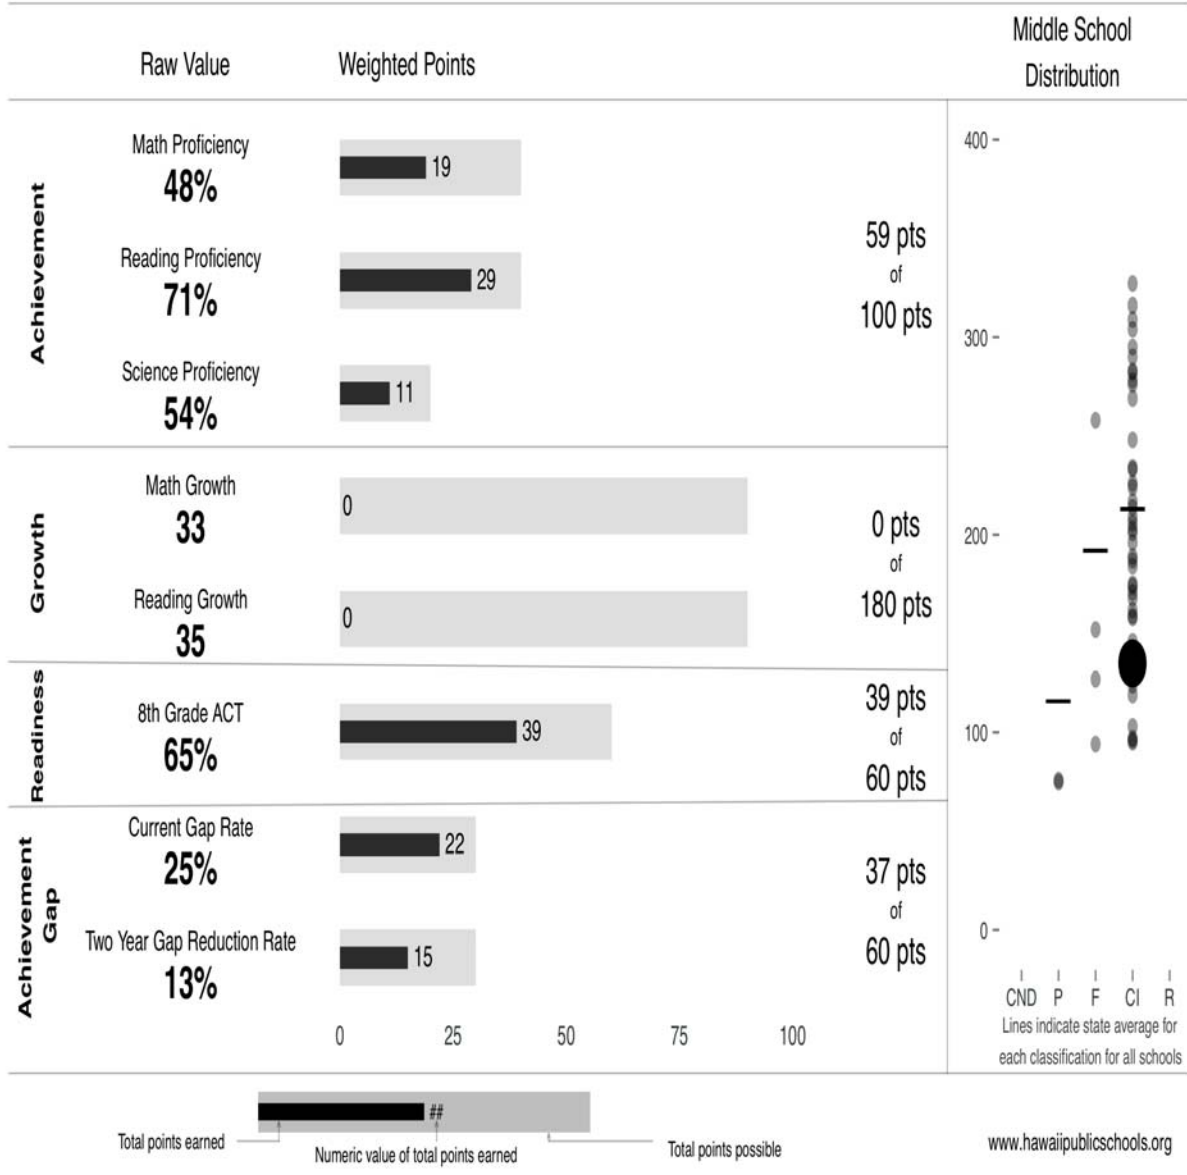 Raw Value
Weighted Points
Middle School
Distribution
Achievement
Math Proficiency
48%
19
Reading Proficiency
71%
29
Science Proficiency
54%
11
59 pts
of
100 pts
Growth
Math Growth
33
0
Reading Growth
35
0
0 pts
of
180 pts
Readiness
8th Grade ACT
65%
39
39 pts
of
60 pts
Achievement
Gap
Current Gap Rate
25%
22
Two Year Gap Reduction Rate
13%
15
37 pts
of
60 pts
0 25 50 75 100
400
300
200
100
0
CND P F CI R
Lines indicate state average for
each classification for all schools
##
Total points earned
Numeric value of total points earned
Total points possible
www.hawaiipublicschools.org